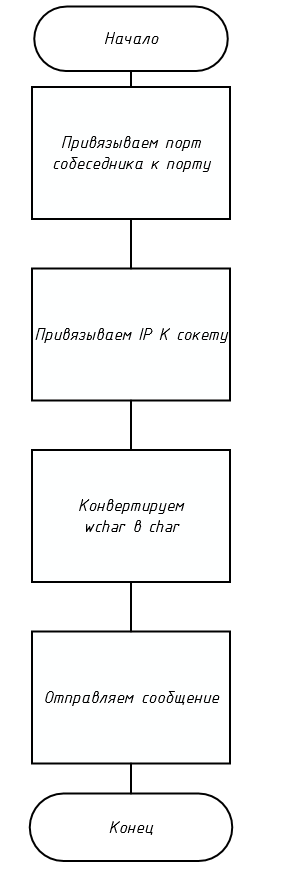 Начало
Привязываем порт
собеседника к порту
Привязываем IP К сокету
Конвертируем
wchar в char
Отправляем сообщение
Конец